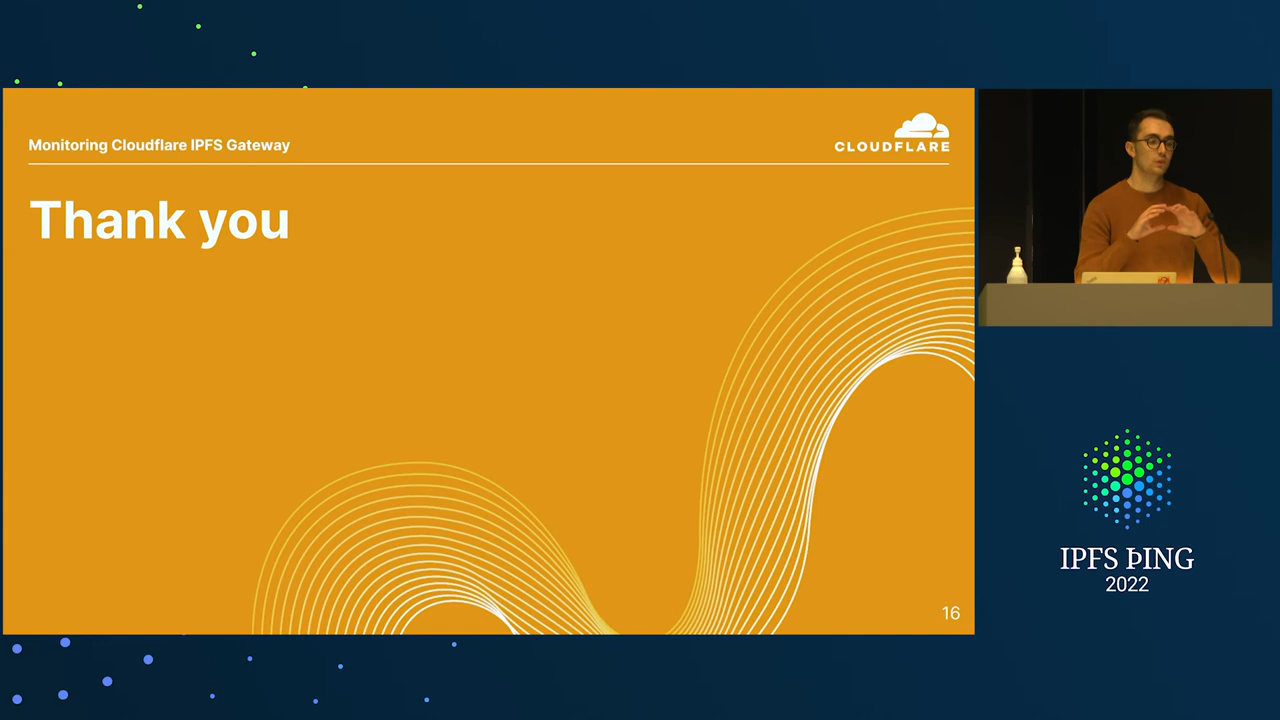 Monitoring Cloudflare IPFS Gateway
CLOUDFLARE
Thank you
16
IPFS ÞING
2022